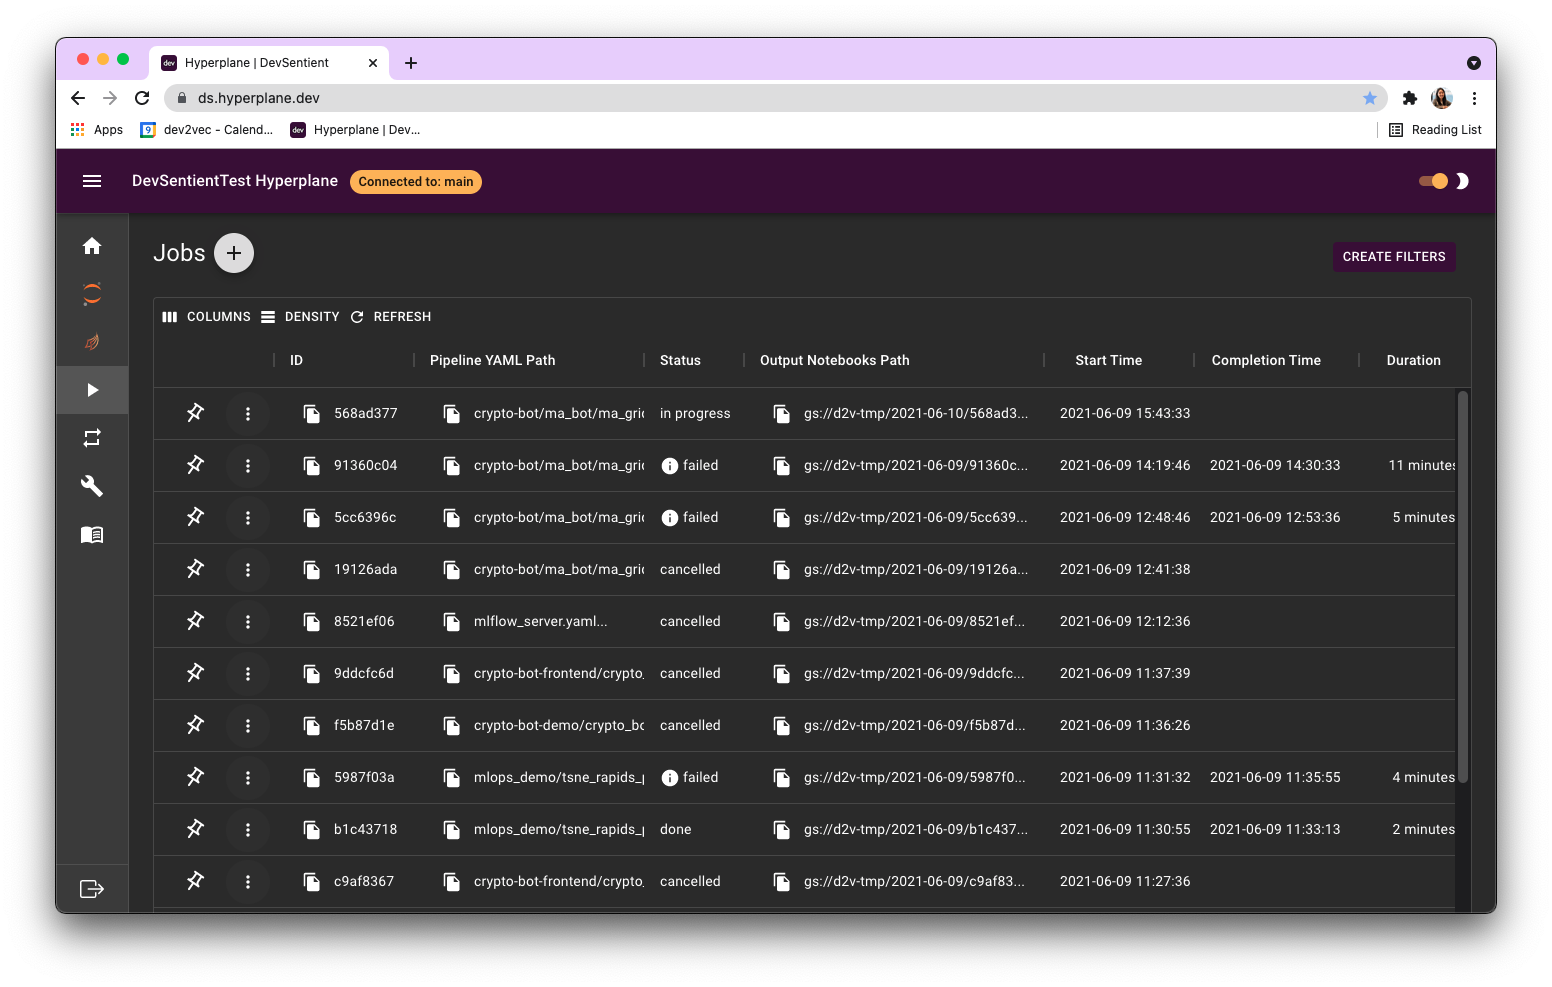 dev Hyperplane | DevSentient
ds.hyperplane.dev
Apps 9 dev2vec - Calend... dev Hyperplane | Dev... Reading List
DevSentientTest Hyperplane Connected to: main
Jobs CREATE FILTERS
COLUMNS DENSITY REFRESH
ID Pipeline YAML Path Status Output Notebooks Path Start Time Completion Time Duration
568ad377 crypto-bot/ma_bot/ma_gri in progress gs://d2v-tmp/2021-06-10/568ad3... 2021-06-09 15:43:33
91360c04 crypto-bot/ma_bot/ma_gri failed gs://d2v-tmp/2021-06-09/91360c... 2021-06-09 14:19:46 2021-06-09 14:30:33 11 minutes
5cc6396c crypto-bot/ma_bot/ma_gri failed gs://d2v-tmp/2021-06-09/5cc639... 2021-06-09 12:48:46 2021-06-09 12:53:36 5 minutes
19126ada crypto-bot/ma_bot/ma_gri cancelled gs://d2v-tmp/2021-06-09/19126a... 2021-06-09 12:41:38
8521ef06 mlflow_server.yaml... cancelled gs://d2v-tmp/2021-06-09/8521ef... 2021-06-09 12:12:36
9ddcfc6d crypto-bot-frontend/crypto_ cancelled gs://d2v-tmp/2021-06-09/9ddcfc... 2021-06-09 11:37:39
f5b87d1e crypto-bot-demo/crypto_bo cancelled gs://d2v-tmp/2021-06-09/f5b87d... 2021-06-09 11:36:26
5987f03a mlops_demo/tsne_rapids_p failed gs://d2v-tmp/2021-06-09/5987f0... 2021-06-09 11:31:32 2021-06-09 11:35:55 4 minutes
b1c43718 mlops_demo/tsne_rapids_p done gs://d2v-tmp/2021-06-09/b1c437... 2021-06-09 11:30:55 2021-06-09 11:33:13 2 minutes
c9af8367 crypto-bot-frontend/crypto_ cancelled gs://d2v-tmp/2021-06-09/c9af83... 2021-06-09 11:27:36